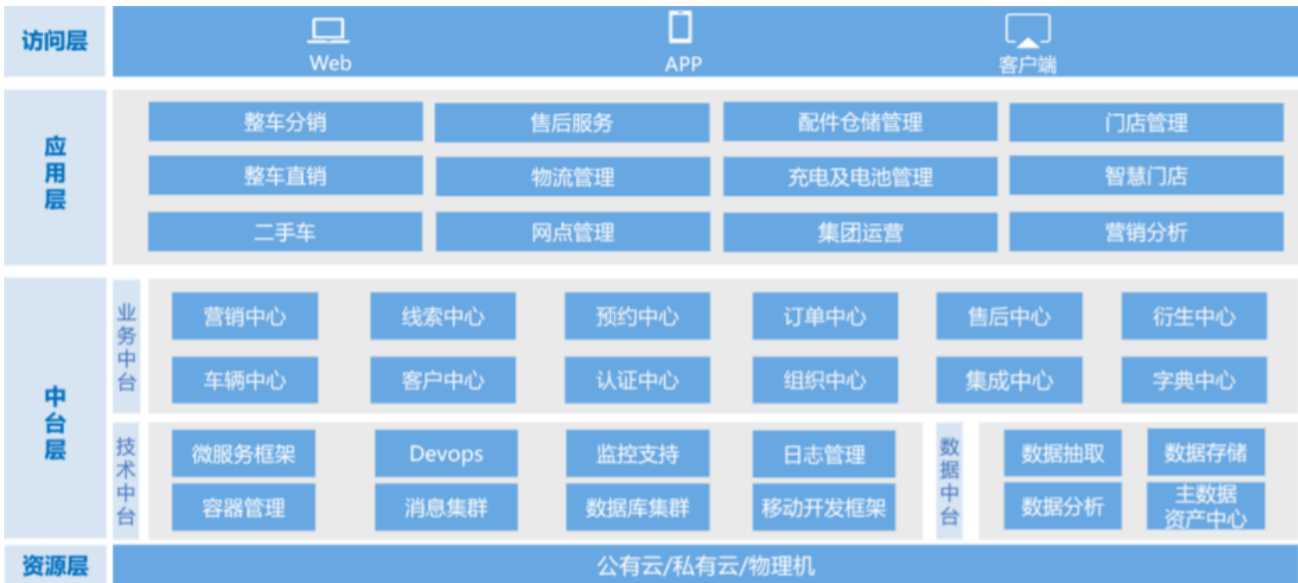 访问层
Web
APP
客户端
应用层
整车分销
售后服务
配件仓储管理
门店管理
整车直销
物流管理
充电及电池管理
智慧门店
二手车
网点管理
集团运营
营销分析
中台层
业务中台
营销中心
线索中心
预约中心
订单中心
售后中心
衍生中心
车辆中心
客户中心
认证中心
组织中心
集成中心
字典中心
技术中台
微服务框架
Devops
监控支持
日志管理
容器管理
消息集群
数据库集群
移动开发框架
数据中台
数据抽取
数据存储
数据分析
主数据
资产中心
资源层
公有云/私有云/物理机